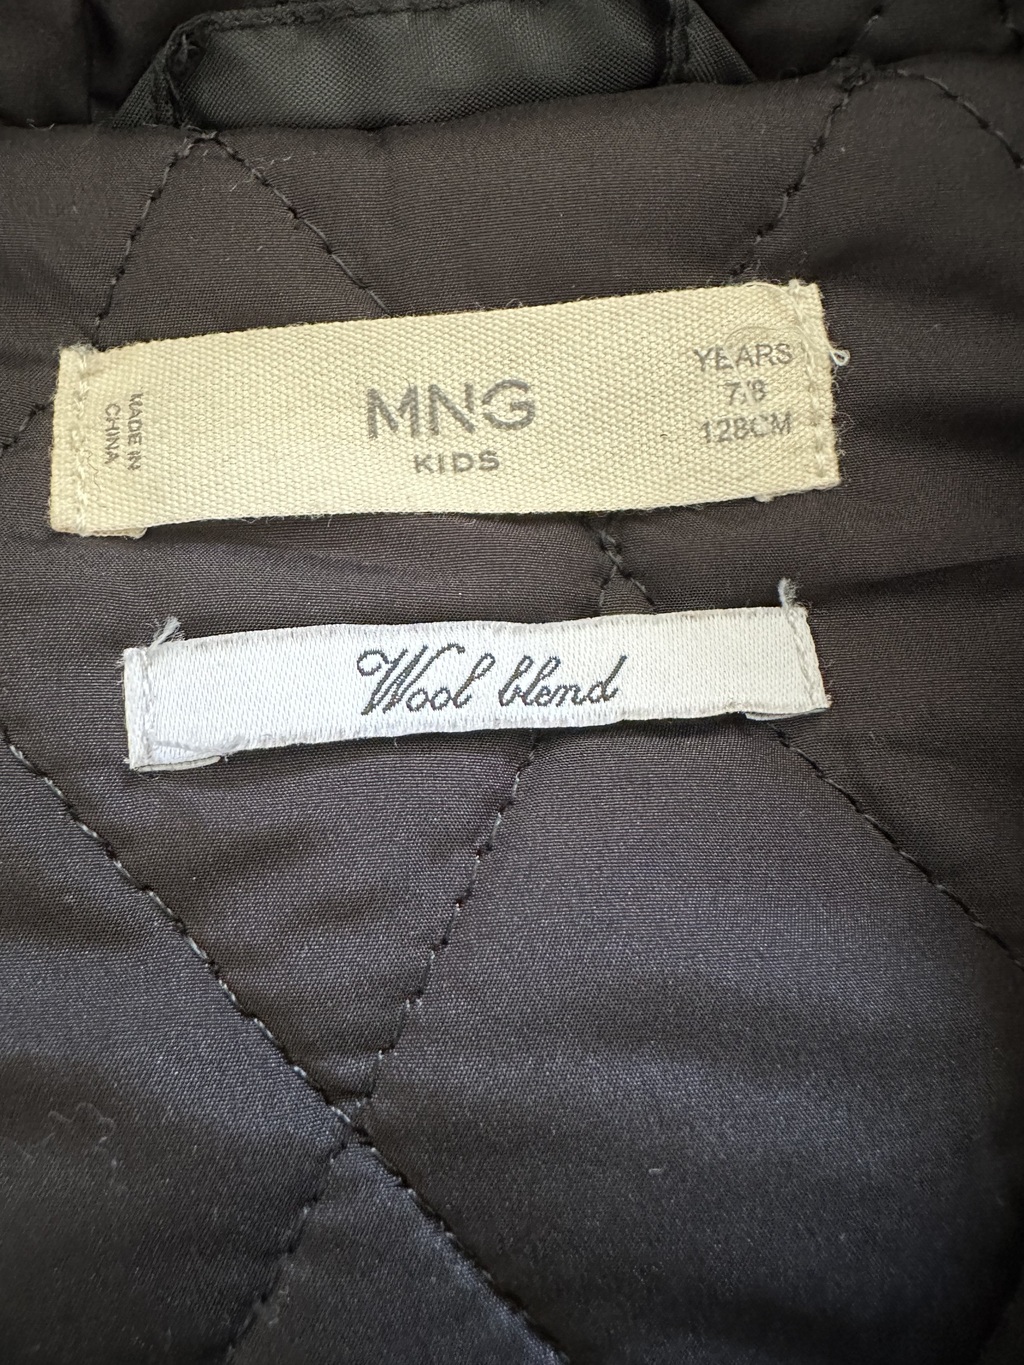 MADE IN
CHINA
MNG
KIDS
YEARS
7/8
128CM
Wool blend